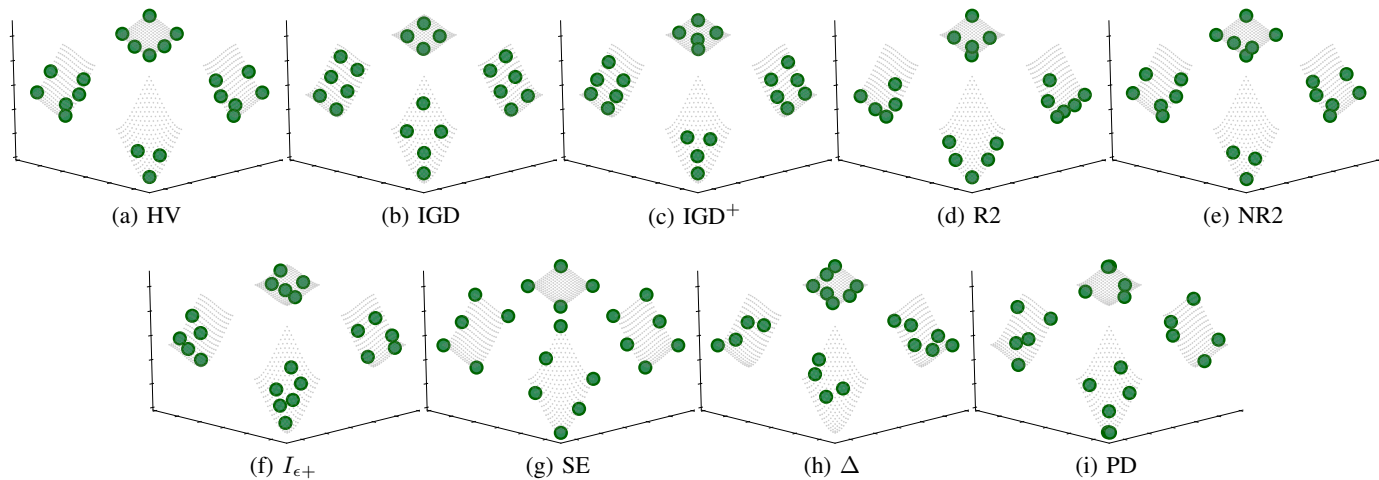 (a) HV (b) IGD (c) IGD⁺ (d) R2 (e) NR2
(f) I_{ϵ+} (g) SE (h) Δ (i) PD